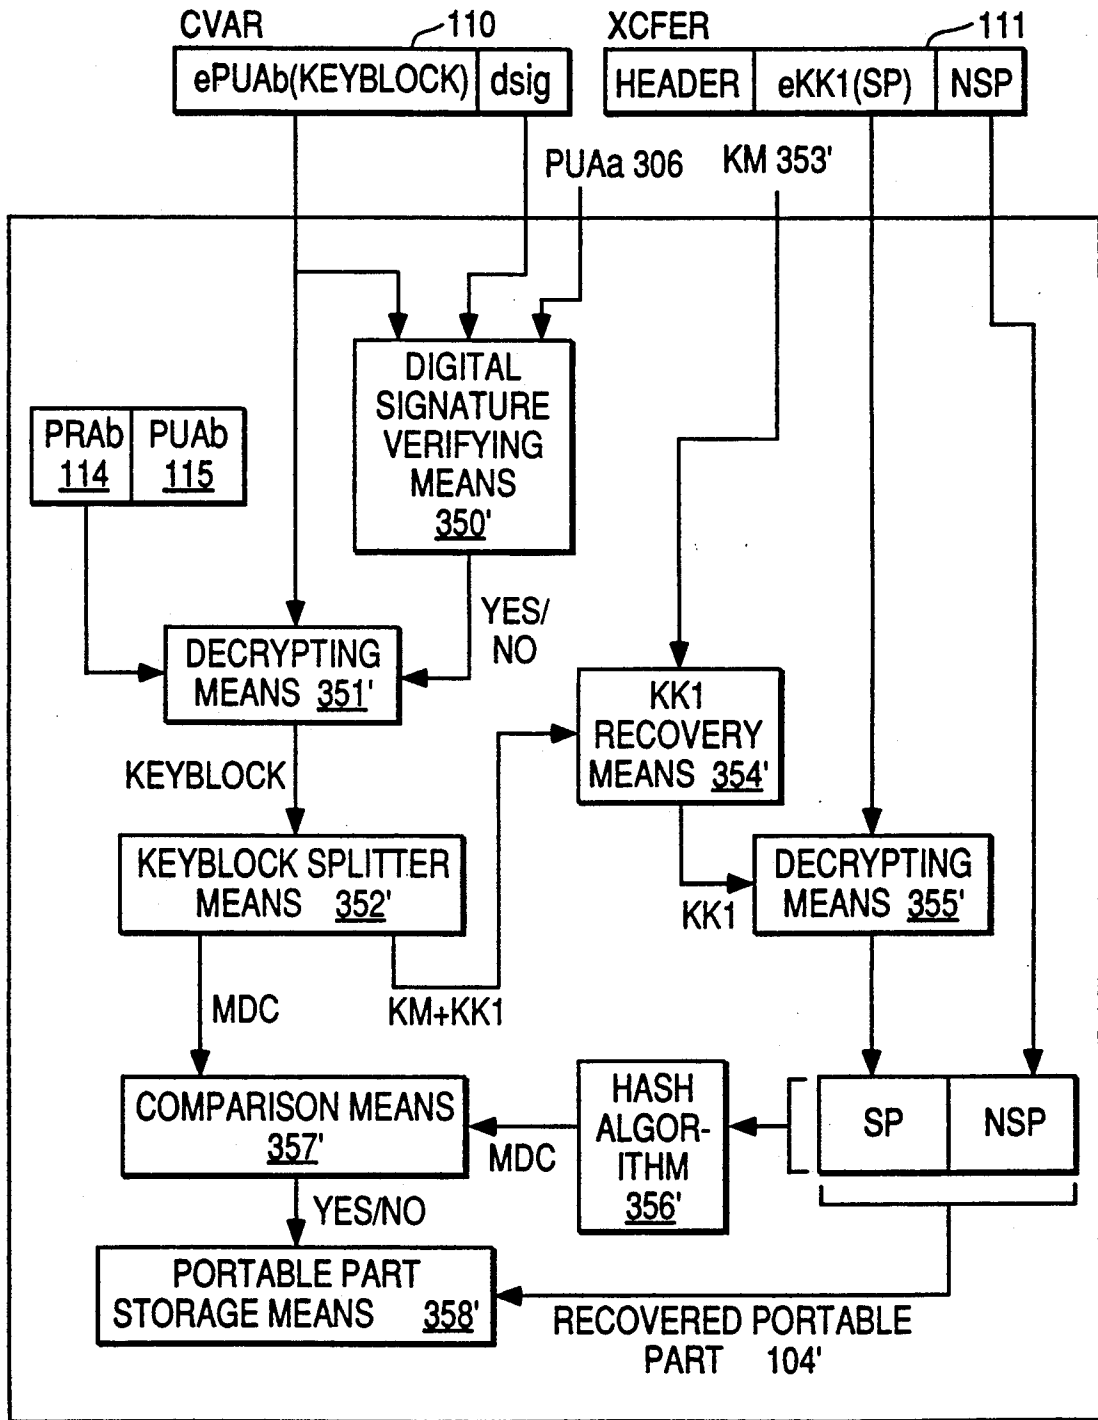 CVAR 110 XCFER 111
ePUAb(KEYBLOCK) dsig HEADER eKK1(SP) NSP
PUAa 306 KM 353'
DIGITAL
SIGNATURE
VERIFYING
MEANS
350'
PRAb PUAb
114 115
YES/
NO
DECRYPTING
MEANS 351'
KK1
RECOVERY
MEANS 354'
KEYBLOCK
KEYBLOCK SPLITTER
MEANS 352'
DECRYPTING
MEANS 355'
KK1
MDC KM+KK1
COMPARISON MEANS
357'
MDC
HASH
ALGOR-
ITHM
356'
SP NSP
YES/NO
PORTABLE PART
STORAGE MEANS 358'
RECOVERED PORTABLE
PART 104'